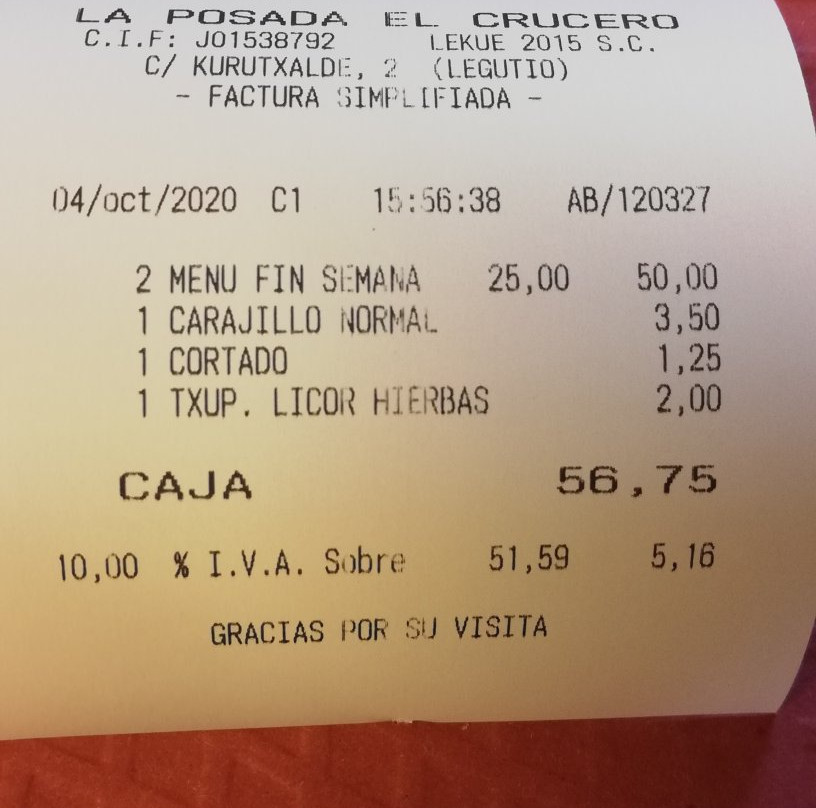 LA POSADA EL CRUCERO
C.I.F: J01538792 LEKUE 2015 S.C.
C/ KURUTXALDE, 2 (LEGUTIO)
- FACTURA SIMPLIFIADA -
04/oct/2020 C1 15:56:38 AB/120327
2 MENU FIN SEMANA 25,00 50,00
1 CARAJILLO NORMAL 3,50
1 CORTADO 1,25
1 TXUP. LICOR HIERBAS 2,00
CAJA 56,75
10,00 % I.V.A. Sobre 51,59 5,16
GRACIAS POR SU VISITA